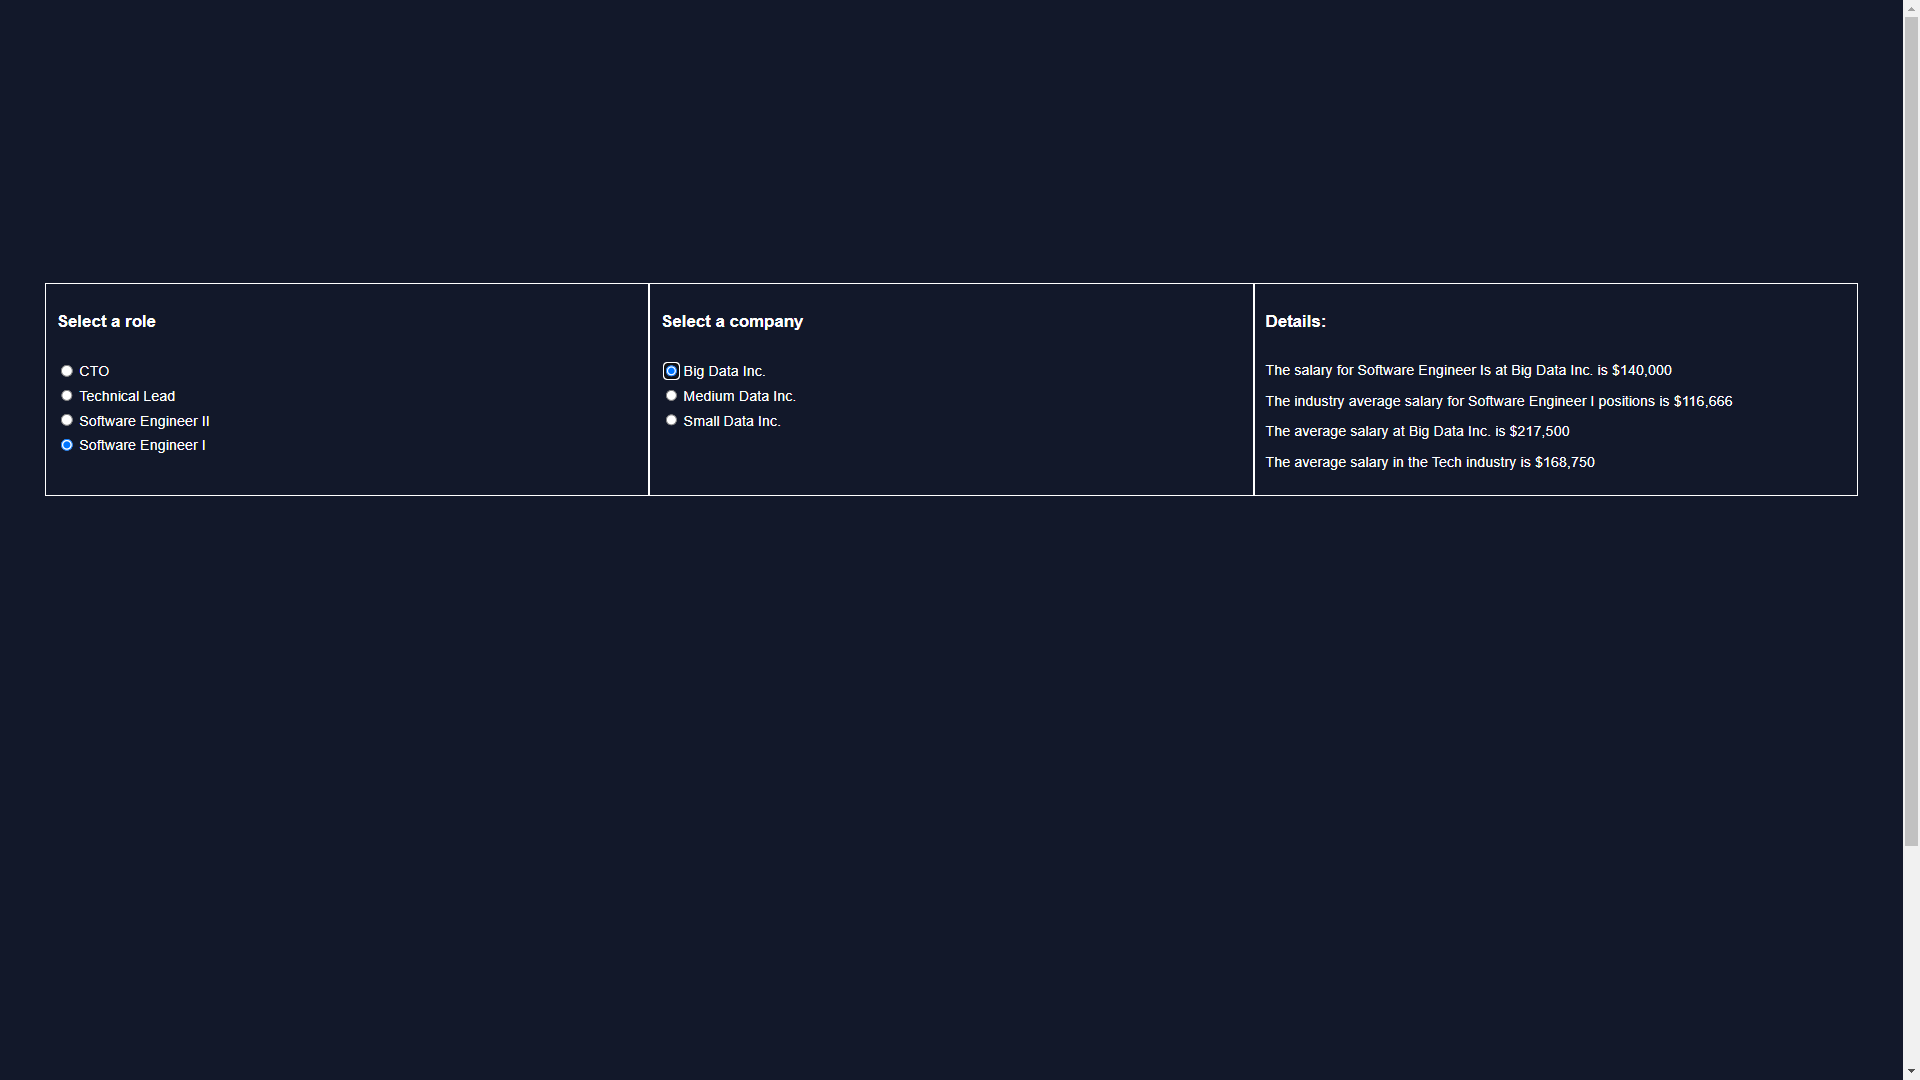 Select a role
CTO
Technical Lead
Software Engineer II
Software Engineer I
Select a company
Big Data Inc.
Medium Data Inc.
Small Data Inc.
Details:
The salary for Software Engineer Is at Big Data Inc. is $140,000
The industry average salary for Software Engineer I positions is $116,666
The average salary at Big Data Inc. is $217,500
The average salary in the Tech industry is $168,750